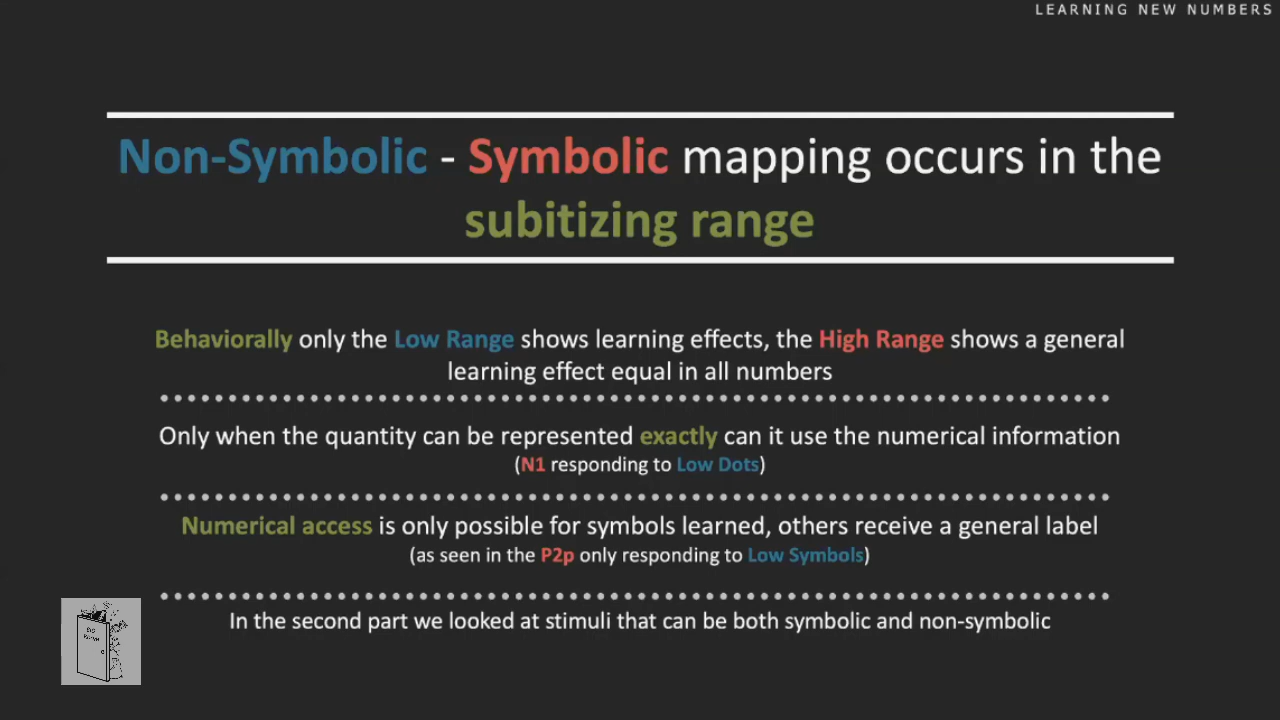 LEARNING NEW NUMBERS
Non-Symbolic - Symbolic mapping occurs in the
subitizing range
Behaviorally only the Low Range shows learning effects, the High Range shows a general
learning effect equal in all numbers
Only when the quantity can be represented exactly can it use the numerical information
(N1 responding to Low Dots)
Numerical access is only possible for symbols learned, others receive a general label
(as seen in the P2p only responding to Low Symbols)
In the second part we looked at stimuli that can be both symbolic and non-symbolic